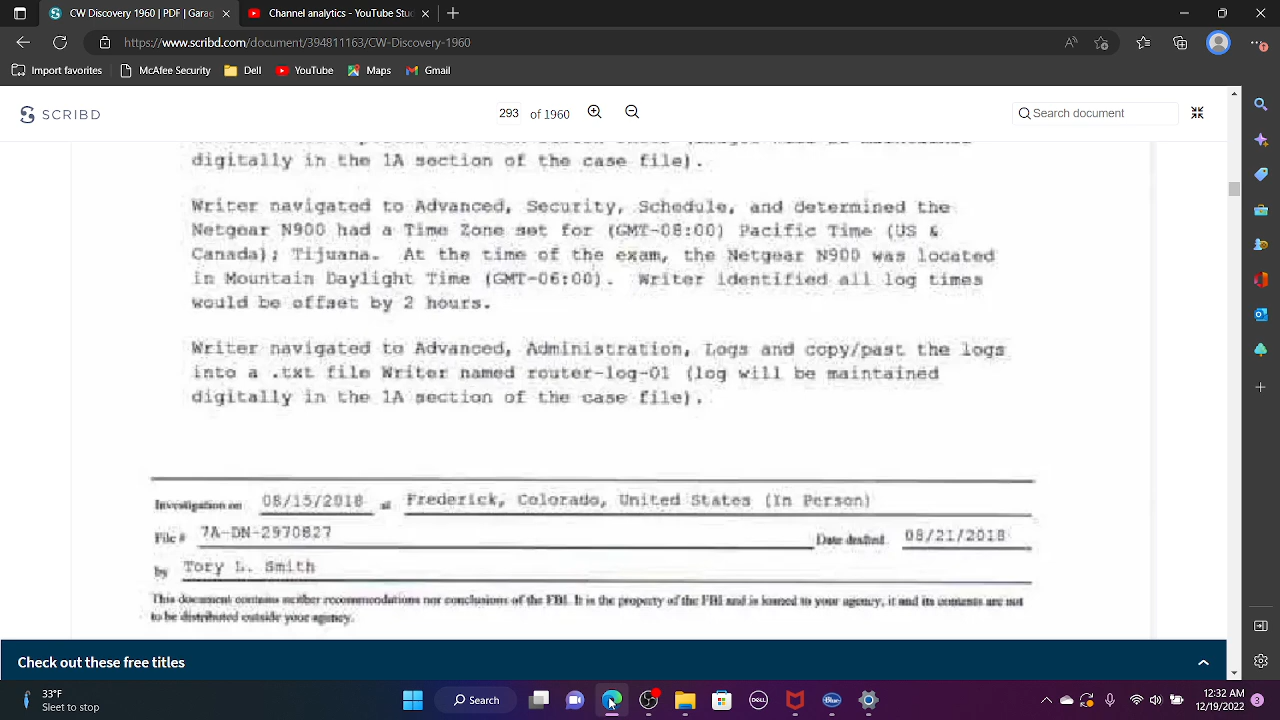 CW Discovery 1960 | PDF | Garag
Channel analytics - YouTube Stu
https://www.scribd.com/document/394811163/CW-Discovery-1960
Import favorites
McAfee Security
Dell
YouTube
Maps
Gmail
SCRIBD
293 of 1960
Search document
digitally in the 1A section of the case file).
Writer navigated to Advanced, Security, Schedule, and determined the
Netgear N900 had a Time Zone set for (GMT-08:00) Pacific Time (US &
Canada); Tijuana. At the time of the exam, the Netgear N900 was located
in Mountain Daylight Time (GMT-06:00). Writer identified all log times
would be offset by 2 hours.
Writer navigated to Advanced, Administration, Logs and copy/past the logs
into a .txt file Writer named router-log-01 (log will be maintained
digitally in the 1A section of the case file).
Investigation on 08/15/2018 at Frederick, Colorado, United States (In Person)
File # 7A-DN-2970827 Date drafted 08/21/2018
by Tory L. Smith
This document contains neither recommendations nor conclusions of the FBI. It is the property of the FBI and is loaned to your agency; it and its contents are not
to be distributed outside your agency.
Check out these free titles
33°F
Sleet to stop
Search
DELL
Blue
12:32 AM
12/19/2022
3